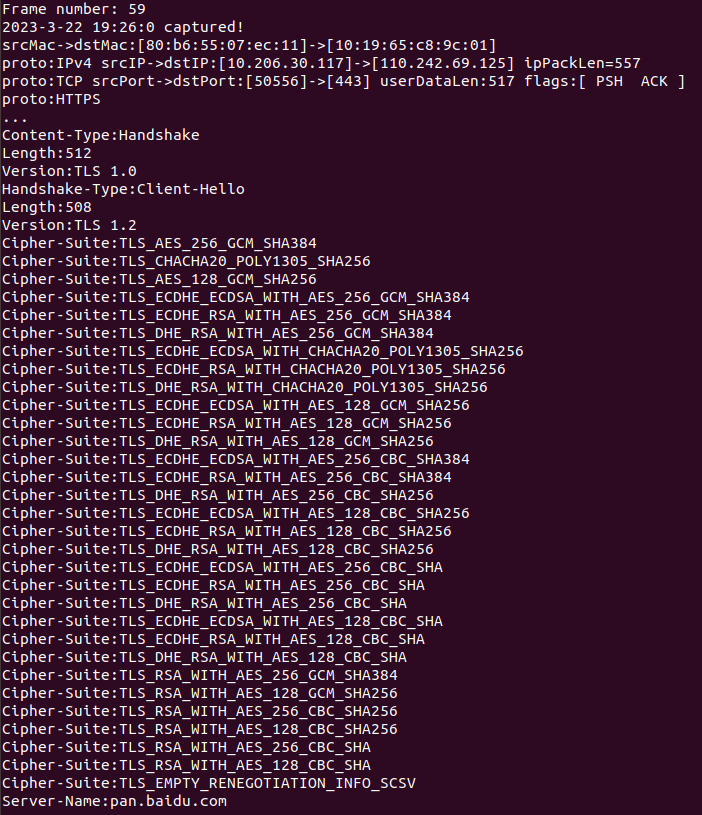 Frame number: 59
2023-3-22 19:26:0 captured!
srcMac->dstMac:[80:b6:55:07:ec:11]->[10:19:65:c8:9c:01]
proto:IPv4 srcIP->dstIP:[10.206.30.117]->[110.242.69.125] ipPackLen=557
proto:TCP srcPort->dstPort:[50556]->[443] userDataLen:517 flags:[ PSH  ACK ]
proto:HTTPS
...
Content-Type:Handshake
Length:512
Version:TLS 1.0
Handshake-Type:Client-Hello
Length:508
Version:TLS 1.2
Cipher-Suite:TLS_AES_256_GCM_SHA384
Cipher-Suite:TLS_CHACHA20_POLY1305_SHA256
Cipher-Suite:TLS_AES_128_GCM_SHA256
Cipher-Suite:TLS_ECDHE_ECDSA_WITH_AES_256_GCM_SHA384
Cipher-Suite:TLS_ECDHE_RSA_WITH_AES_256_GCM_SHA384
Cipher-Suite:TLS_DHE_RSA_WITH_AES_256_GCM_SHA384
Cipher-Suite:TLS_ECDHE_ECDSA_WITH_CHACHA20_POLY1305_SHA256
Cipher-Suite:TLS_ECDHE_RSA_WITH_CHACHA20_POLY1305_SHA256
Cipher-Suite:TLS_DHE_RSA_WITH_CHACHA20_POLY1305_SHA256
Cipher-Suite:TLS_ECDHE_ECDSA_WITH_AES_128_GCM_SHA256
Cipher-Suite:TLS_ECDHE_RSA_WITH_AES_128_GCM_SHA256
Cipher-Suite:TLS_DHE_RSA_WITH_AES_128_GCM_SHA256
Cipher-Suite:TLS_ECDHE_ECDSA_WITH_AES_256_CBC_SHA384
Cipher-Suite:TLS_ECDHE_RSA_WITH_AES_256_CBC_SHA384
Cipher-Suite:TLS_DHE_RSA_WITH_AES_256_CBC_SHA256
Cipher-Suite:TLS_ECDHE_ECDSA_WITH_AES_128_CBC_SHA256
Cipher-Suite:TLS_ECDHE_RSA_WITH_AES_128_CBC_SHA256
Cipher-Suite:TLS_DHE_RSA_WITH_AES_128_CBC_SHA256
Cipher-Suite:TLS_ECDHE_ECDSA_WITH_AES_256_CBC_SHA
Cipher-Suite:TLS_ECDHE_RSA_WITH_AES_256_CBC_SHA
Cipher-Suite:TLS_DHE_RSA_WITH_AES_256_CBC_SHA
Cipher-Suite:TLS_ECDHE_ECDSA_WITH_AES_128_CBC_SHA
Cipher-Suite:TLS_ECDHE_RSA_WITH_AES_128_CBC_SHA
Cipher-Suite:TLS_DHE_RSA_WITH_AES_128_CBC_SHA
Cipher-Suite:TLS_RSA_WITH_AES_256_GCM_SHA384
Cipher-Suite:TLS_RSA_WITH_AES_128_GCM_SHA256
Cipher-Suite:TLS_RSA_WITH_AES_256_CBC_SHA256
Cipher-Suite:TLS_RSA_WITH_AES_128_CBC_SHA256
Cipher-Suite:TLS_RSA_WITH_AES_256_CBC_SHA
Cipher-Suite:TLS_RSA_WITH_AES_128_CBC_SHA
Cipher-Suite:TLS_EMPTY_RENEGOTIATION_INFO_SCSV
Server-Name:pan.baidu.com